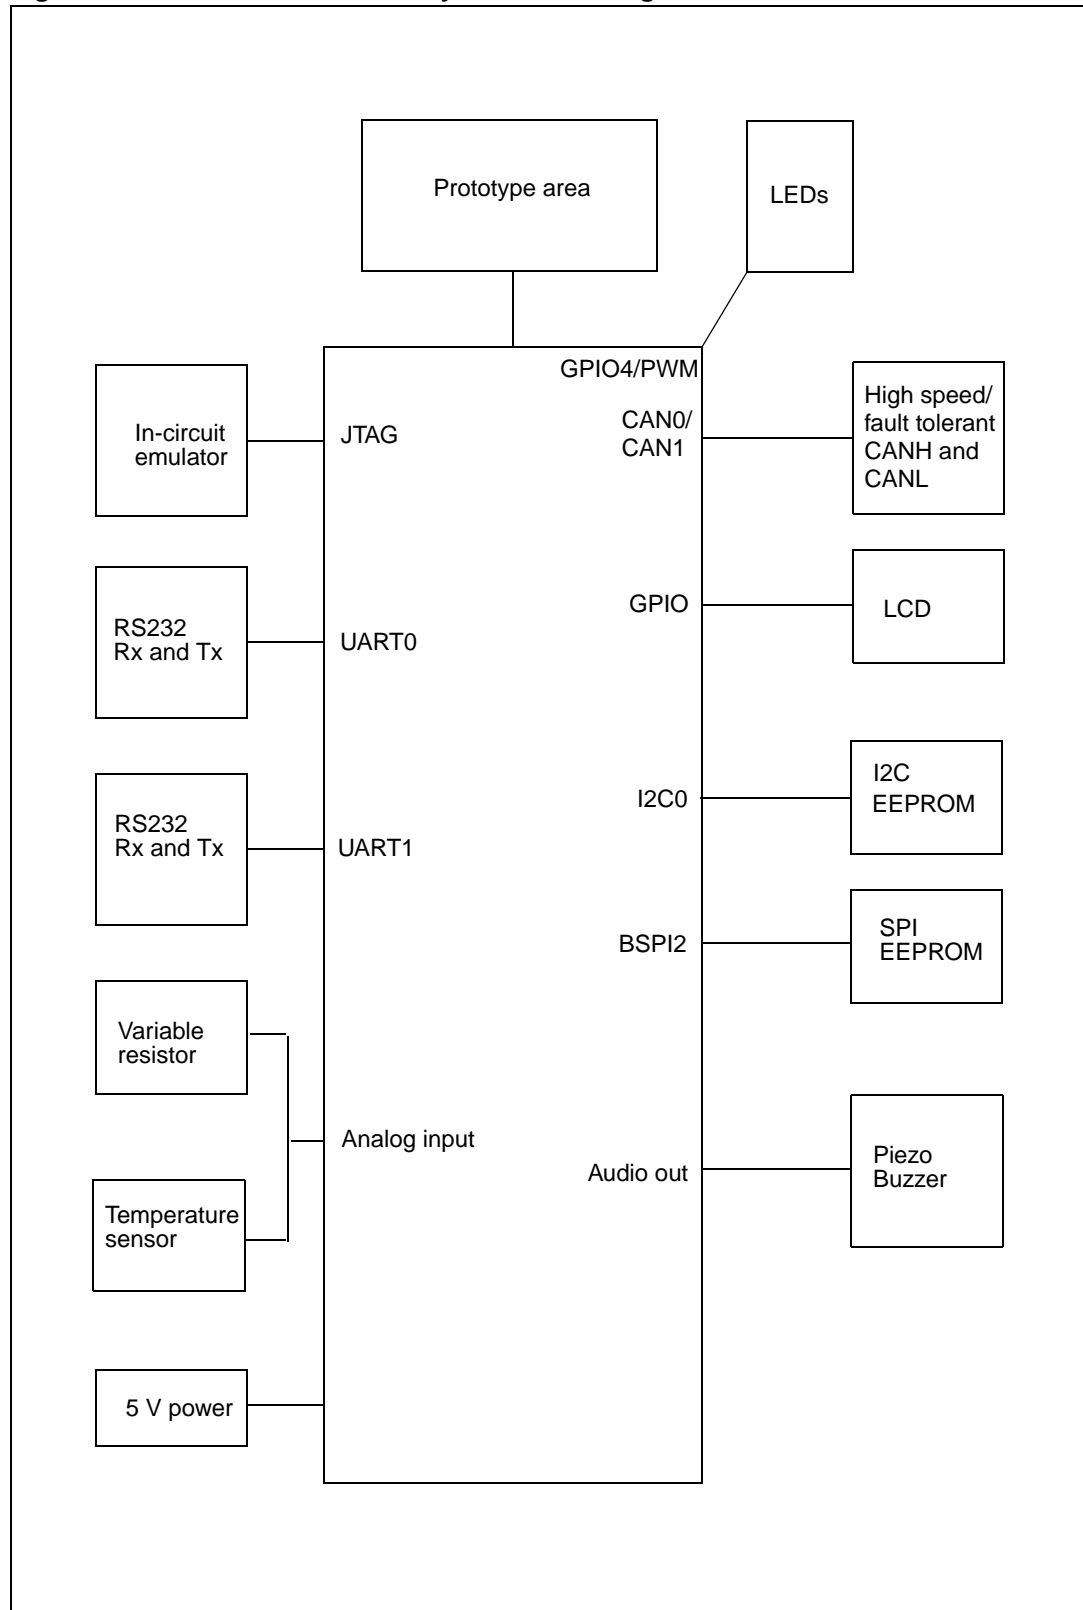 Prototype area
LEDs
GPIO4/PWM
In-circuit
emulator
JTAG
CAN0/
CAN1
High speed/
fault tolerant
CANH and
CANL
RS232
Rx and Tx
UART0
GPIO
LCD
RS232
Rx and Tx
UART1
I2C0
I2C
EEPROM
BSPI2
SPI
EEPROM
Variable
resistor
Analog input
Temperature
sensor
Audio out
Piezo
Buzzer
5 V power